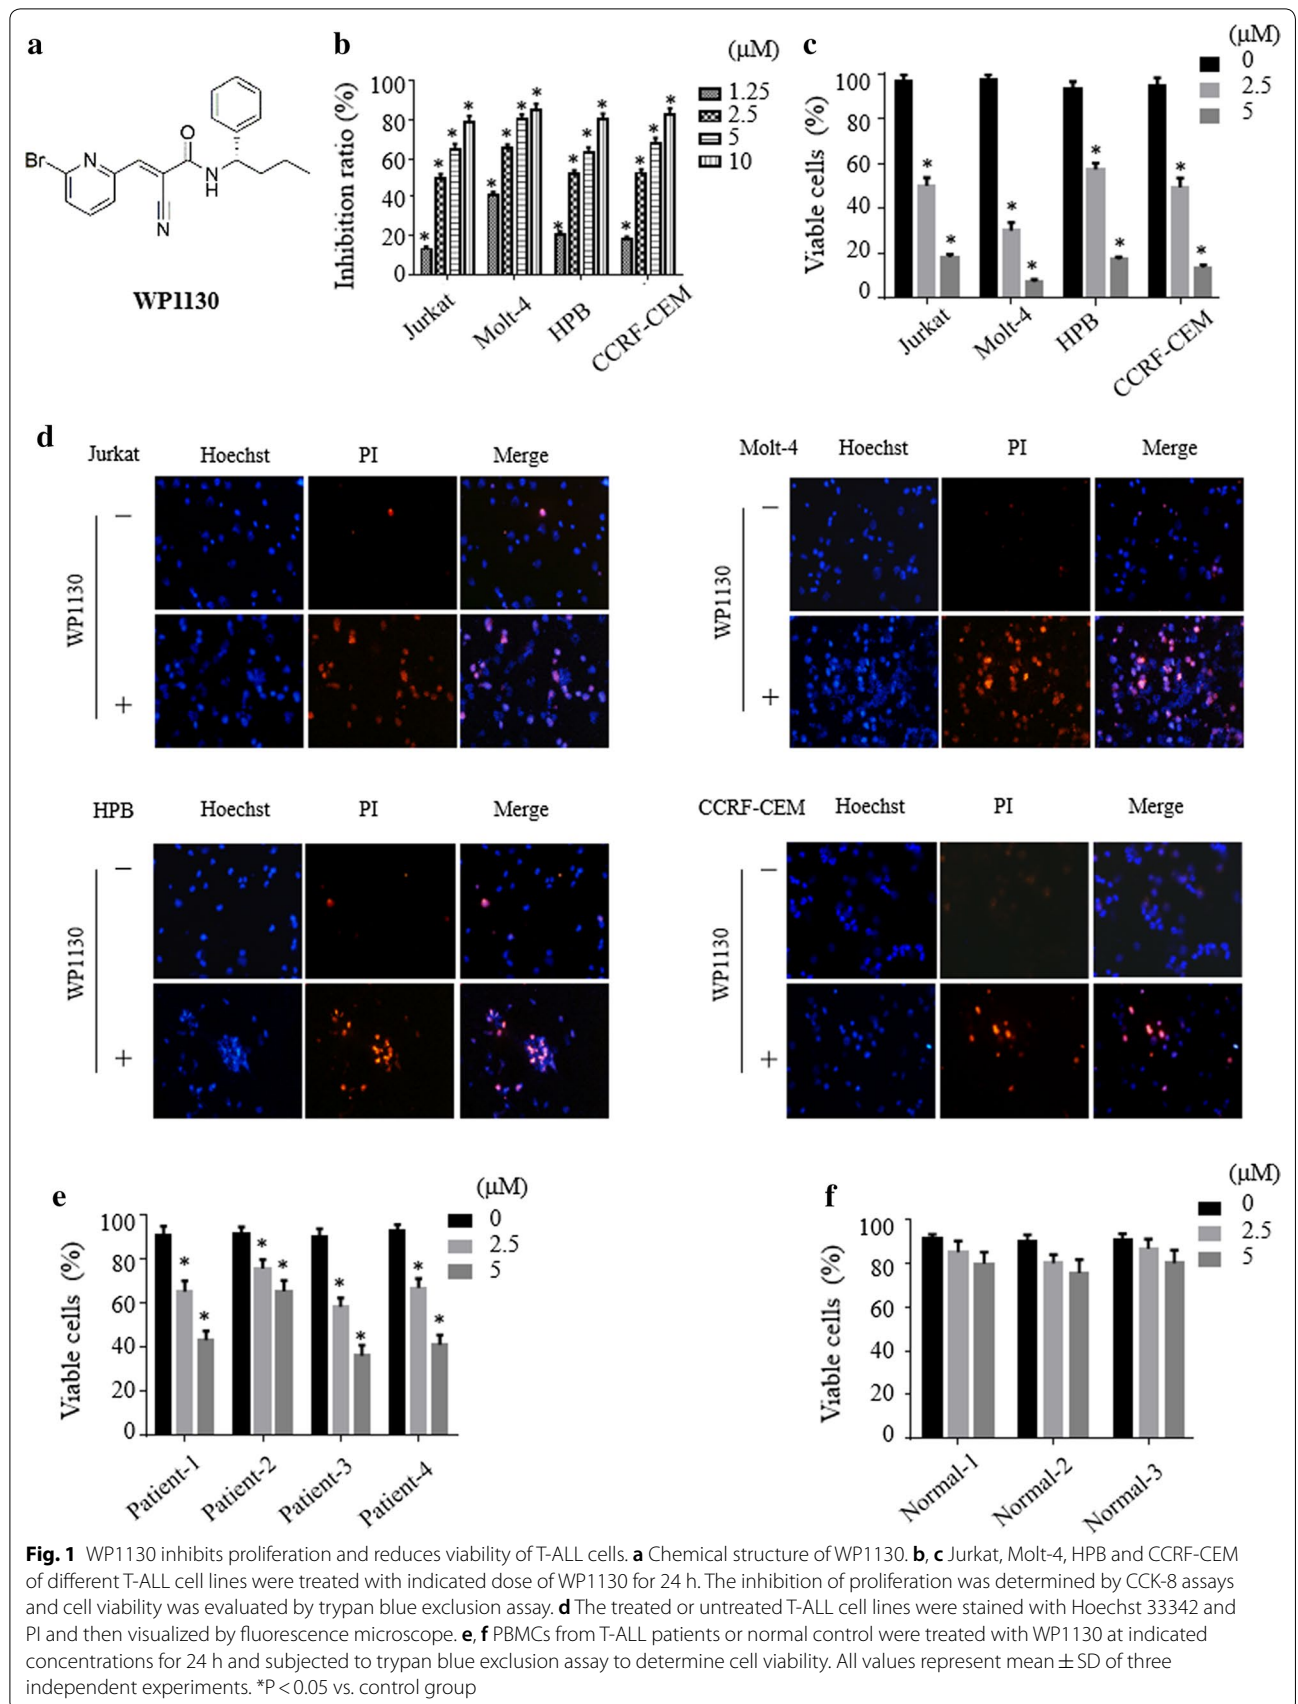 a
Br
N
O
N
H
N
WP1130
b
(μM)
Inhibition ratio (%)
100
80
60
40
20
0
1.25
2.5
5
10
* * * * * * * * * * * * * * * *
Jurkat
Molt-4
HPB
CCRF-CEM
c
(μM)
0
2.5
5
Viable cells (%)
100
80
60
40
20
0
* * * * * * * *
Jurkat
Molt-4
HPB
CCRF-CEM
d
Jurkat Hoechst PI Merge
WP1130
−
+
Molt-4 Hoechst PI Merge
WP1130
−
+
HPB Hoechst PI Merge
WP1130
−
+
CCRF-CEM Hoechst PI Merge
WP1130
−
+
e
(μM)
0
2.5
5
Viable cells (%)
100
80
60
40
20
0
* * * * * * * *
Patient-1
Patient-2
Patient-3
Patient-4
f
(μM)
0
2.5
5
Viable cells (%)
100
80
60
40
20
0
Normal-1
Normal-2
Normal-3
Fig. 1 WP1130 inhibits proliferation and reduces viability of T-ALL cells. a Chemical structure of WP1130. b, c Jurkat, Molt-4, HPB and CCRF-CEM
of different T-ALL cell lines were treated with indicated dose of WP1130 for 24 h. The inhibition of proliferation was determined by CCK-8 assays
and cell viability was evaluated by trypan blue exclusion assay. d The treated or untreated T-ALL cell lines were stained with Hoechst 33342 and
PI and then visualized by fluorescence microscope. e, f PBMCs from T-ALL patients or normal control were treated with WP1130 at indicated
concentrations for 24 h and subjected to trypan blue exclusion assay to determine cell viability. All values represent mean ± SD of three
independent experiments. *P < 0.05 vs. control group